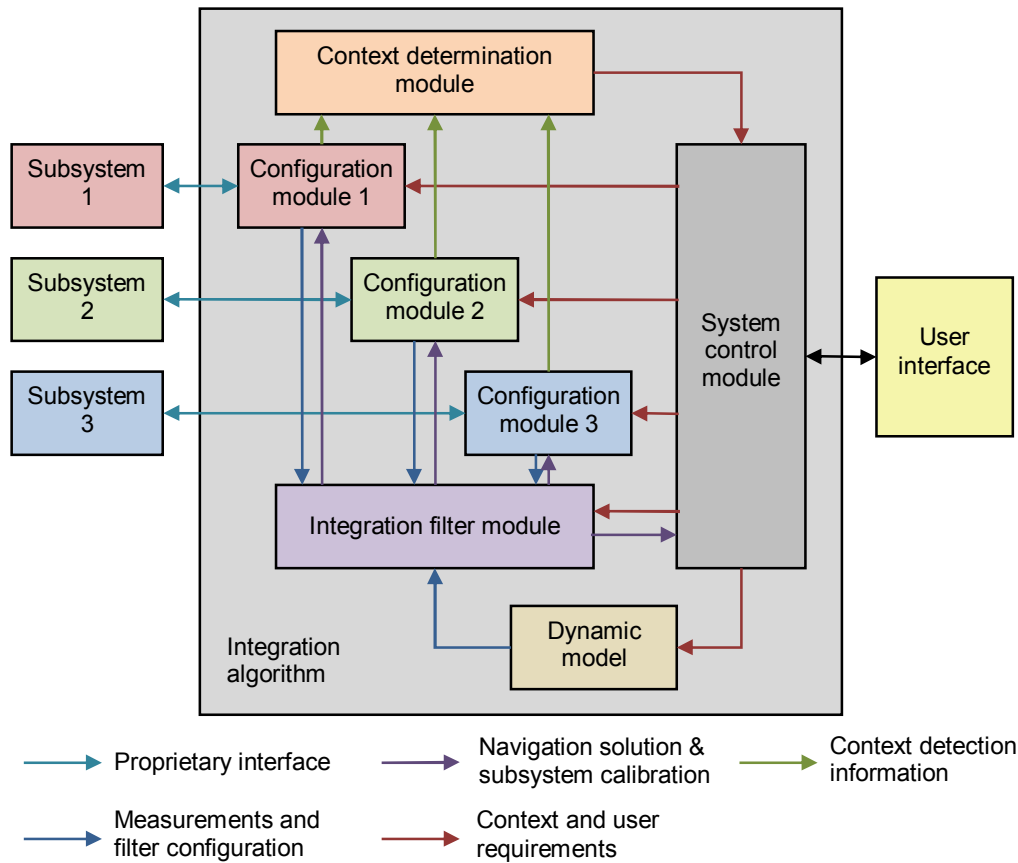 Context determination
module
Subsystem
1
Configuration
module 1
Subsystem
2
Configuration
module 2
System
control
module
User
interface
Subsystem
3
Configuration
module 3
Integration filter module
Dynamic
model
Integration
algorithm
Proprietary interface
Navigation solution &
subsystem calibration
Context detection
information
Measurements and
filter configuration
Context and user
requirements